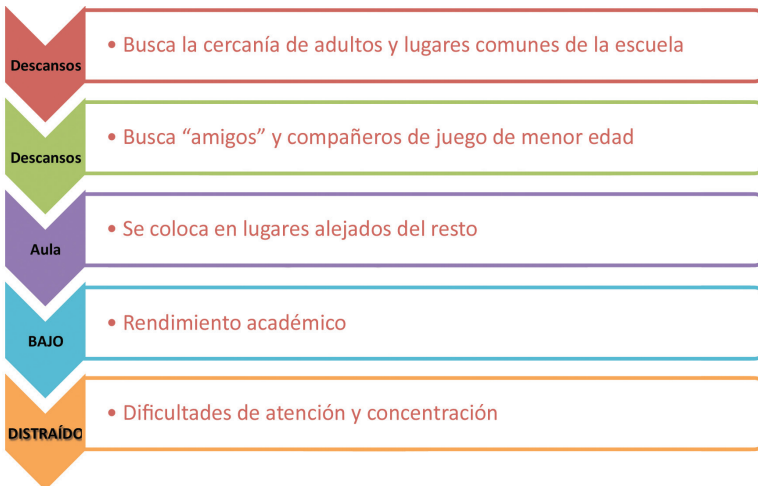 Descansos
• Busca la cercanía de adultos y lugares comunes de la escuela
Descansos
• Busca “amigos” y compañeros de juego de menor edad
Aula
• Se coloca en lugares alejados del resto
BAJO
• Rendimiento académico
DISTRAÍDO
• Dificultades de atención y concentración